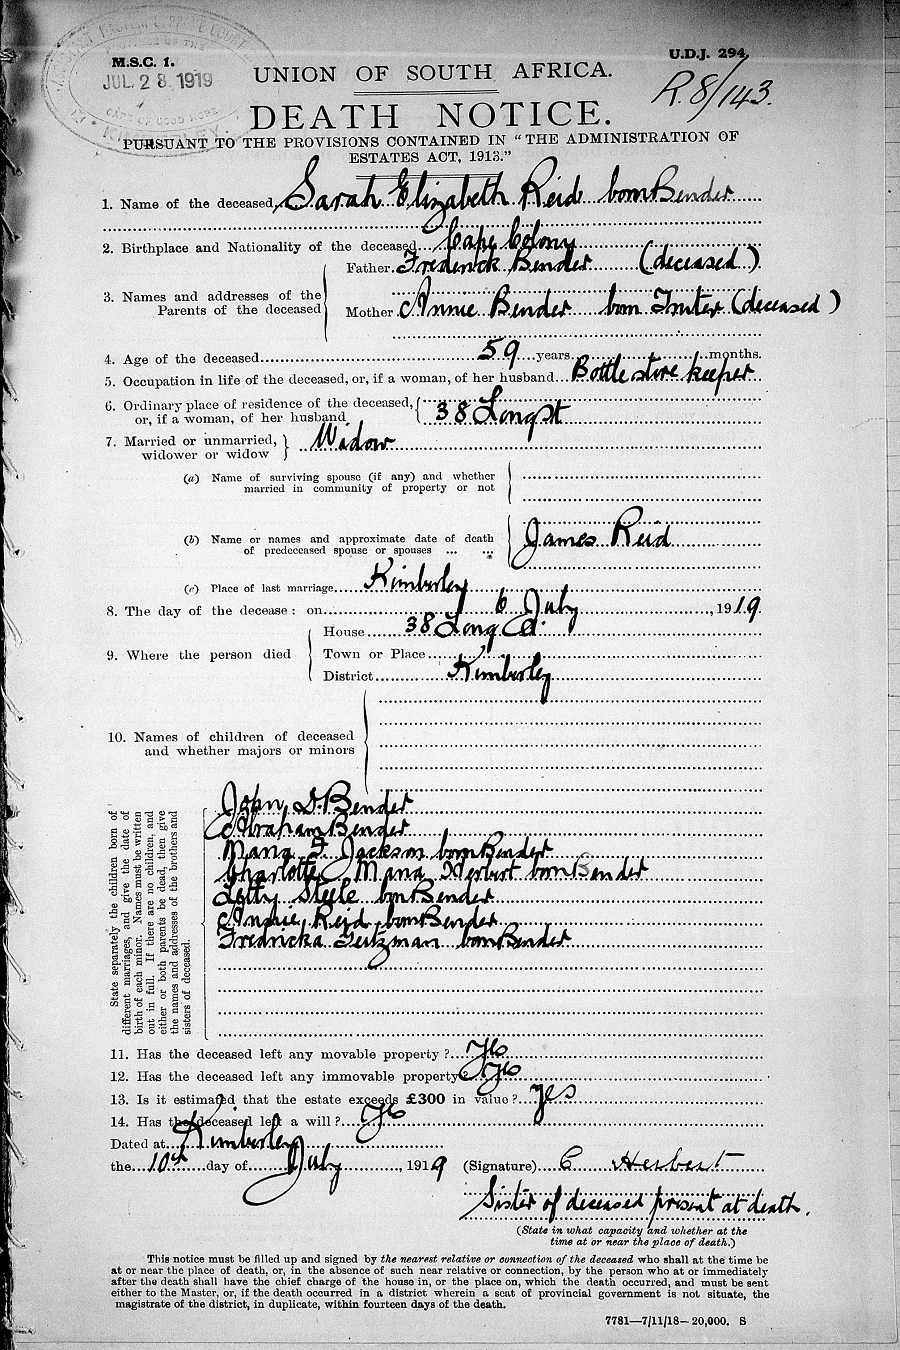 M.S.C. 1.
JUL 28 1919
CAPE OF GOOD HOPE
KIMBERLEY
U.D.J. 294.
R.8/143.
UNION OF SOUTH AFRICA.
DEATH NOTICE.
PURSUANT TO THE PROVISIONS CONTAINED IN “THE ADMINISTRATION OF
ESTATES ACT, 1913.”
1. Name of the deceased Sarah Elizabeth Reid born Bender
2. Birthplace and Nationality of the deceased Cape Colony
3. Names and addresses of the Parents of the deceased
Father Frederick Bender (deceased)
Mother Annie Bender born (deceased)
4. Age of the deceased 59 years months.
5. Occupation in life of the deceased, or, if a woman, of her husband Bottle store keeper
6. Ordinary place of residence of the deceased,
or, if a woman, of her husband 38 Long st
7. Married or unmarried,
widower or widow Widow
(a) Name of surviving spouse (if any) and whether
married in community of property or not
(b) Name or names and approximate date of death
of predeceased spouse or spouses ... ... James Reid
(c) Place of last marriage Kimberley
8. The day of the decease: on 6 July, 1919
9. Where the person died
House 38 Long
Town or Place
District Kimberley
10. Names of children of deceased
and whether majors or minors
State separately the children born of
different marriages, and give the date of
birth of each minor. Names must be written
out in full. If there are no children, and
either or both parents be dead, then give
the names and addresses of the brothers and
sisters of deceased.
John D. Bender
Abraham Bender
Maria F. Jackson born Bender
Charlotte Maria Herbert born Bender
Letty Steele born Bender
Annie Reid born Bender
Fredricka born Bender
11. Has the deceased left any movable property? Yes
12. Has the deceased left any immovable property? Yes
13. Is it estimated that the estate exceeds £300 in value? Yes
14. Has the deceased left a will? Yes
Dated at Kimberley
the 10th day of July, 1919 (Signature) C Herbert
Sister of deceased present at death.
(State in what capacity and whether at the
time at or near the place of death.)
This notice must be filled up and signed by the nearest relative or connection of the deceased who shall at the time be
at or near the place of death, or, in the absence of such near relative or connection, by the person who at or immediately
after the death shall have the chief charge of the house in, or the place on, which the death occurred, and must be sent
either to the Master, or, if the death occurred in a district wherein a seat of provincial government is not situate, the
magistrate of the district, in duplicate, within fourteen days of the death.
7781—7/11/18—20,000. S